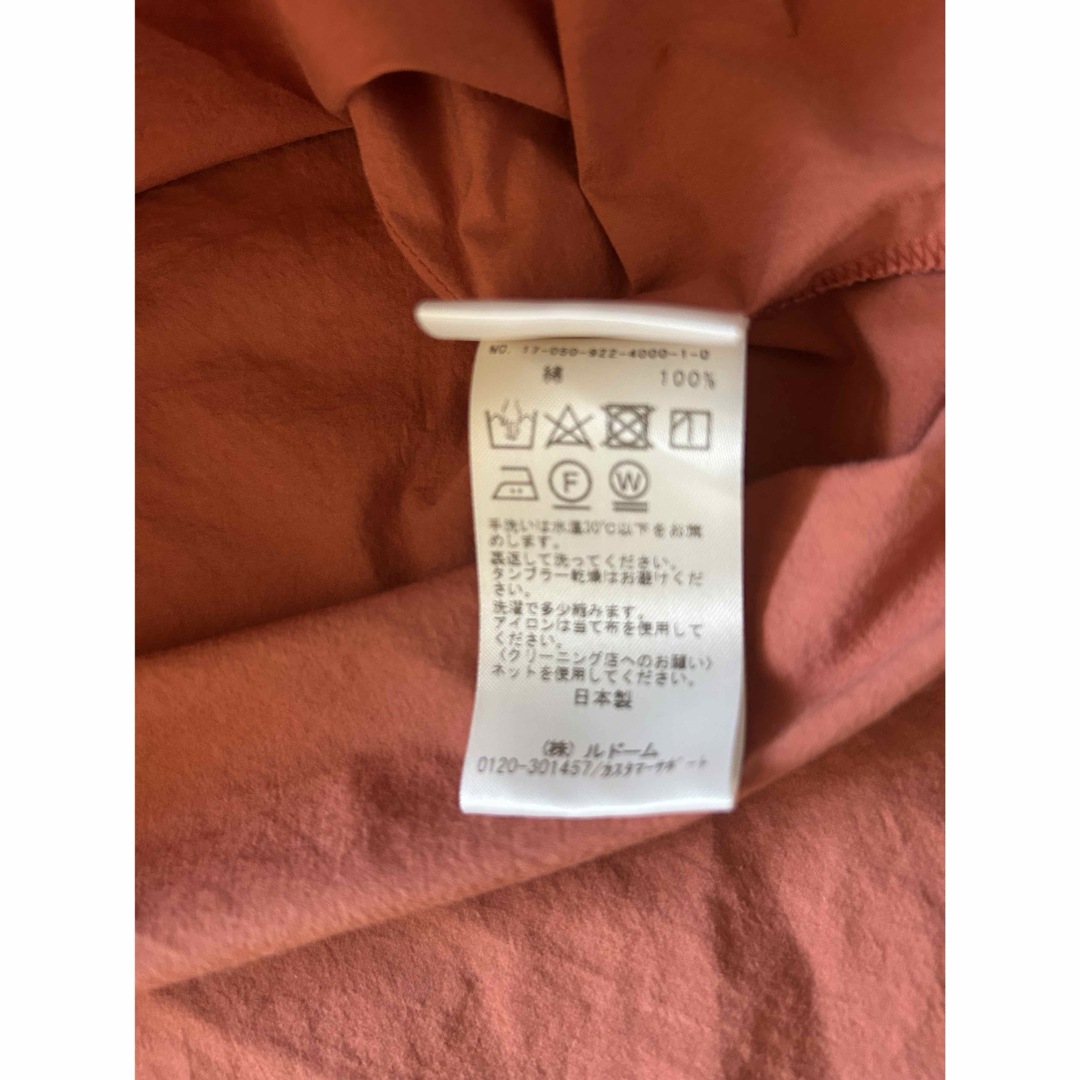 NO. 17-050-922-4000-1-0
綿 100%
F W
手洗いは水温30℃以下をお薦
めします。
裏返して洗ってください。
タンブラー乾燥はお避けくだ
さい。
洗濯で多少縮みます。
アイロンは当て布を使用して
ください。
〈クリーニング店へのお願い〉
ネットを使用してください。
日本製
(株) ルドーム
0120-301457/カスタマーサポート